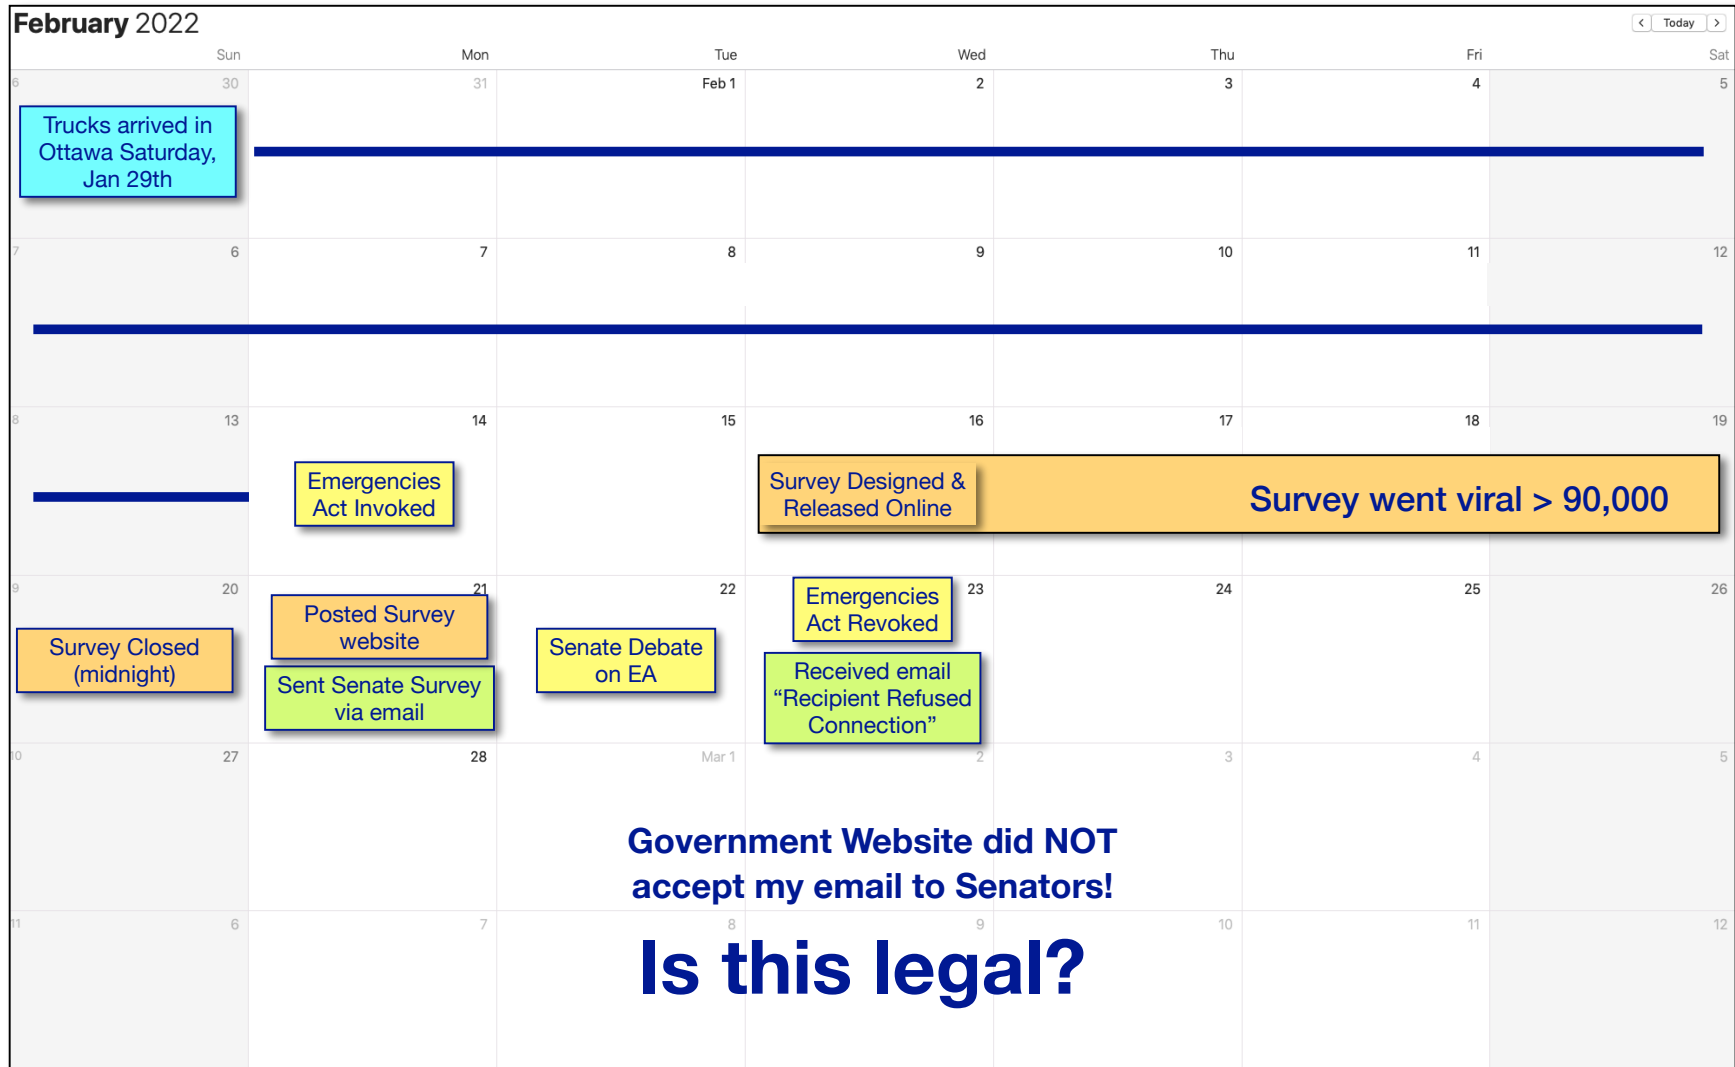 February 2022
< Today >
Sun Mon Tue Wed Thu Fri Sat
6 30 31 Feb 1 2 3 4 5
Trucks arrived in
Ottawa Saturday,
Jan 29th
7 6 7 8 9 10 11 12
8 13 14 15 16 17 18 19
Emergencies
Act Invoked
Survey Designed &
Released Online
Survey went viral > 90,000
9 20 21 22 23 24 25 26
Survey Closed
(midnight)
Posted Survey
website
Sent Senate Survey
via email
Senate Debate
on EA
Emergencies
Act Revoked
Received email
“Recipient Refused
Connection”
10 27 28 Mar 1 2 3 4 5
Government Website did NOT
accept my email to Senators!
11 6 7 8 9 10 11 12
Is this legal?